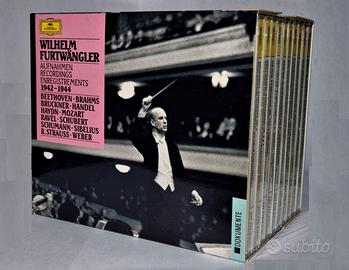 WILHELM
FURTWÄNGLER
AUFNAHMEN
RECORDINGS
ENREGISTREMENTS
1942–1944
BEETHOVEN · BRAHMS
BRUCKNER · HANDEL
HAYDN · MOZART
RAVEL · SCHUBERT
SCHUMANN · SIBELIUS
R. STRAUSS · WEBER
DOKUMENTE
subito